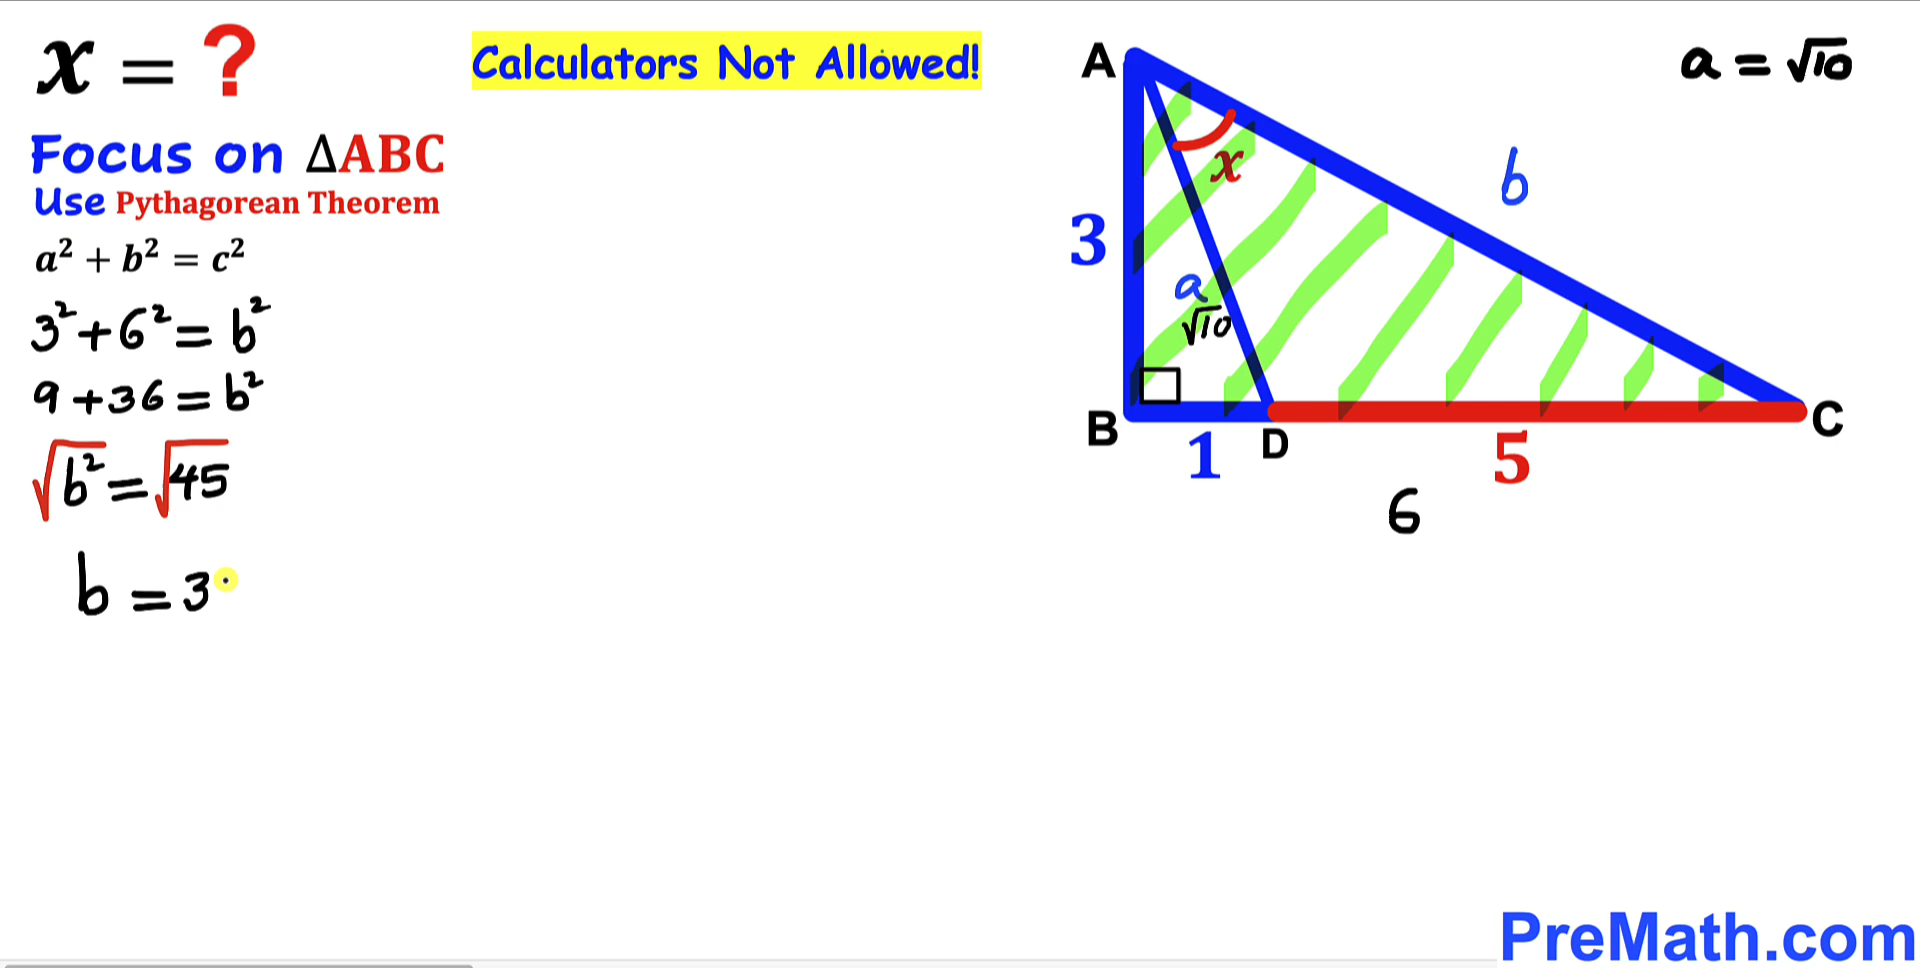 x = ?
Calculators Not Allowed!
Focus on ΔABC
Use Pythagorean Theorem
a² + b² = c²
3² + 6² = b²
9 + 36 = b²
√b² = √45
b = 3
a = √10
A
x
b
3
a
√10
B
1
D
5
C
6
PreMath.com